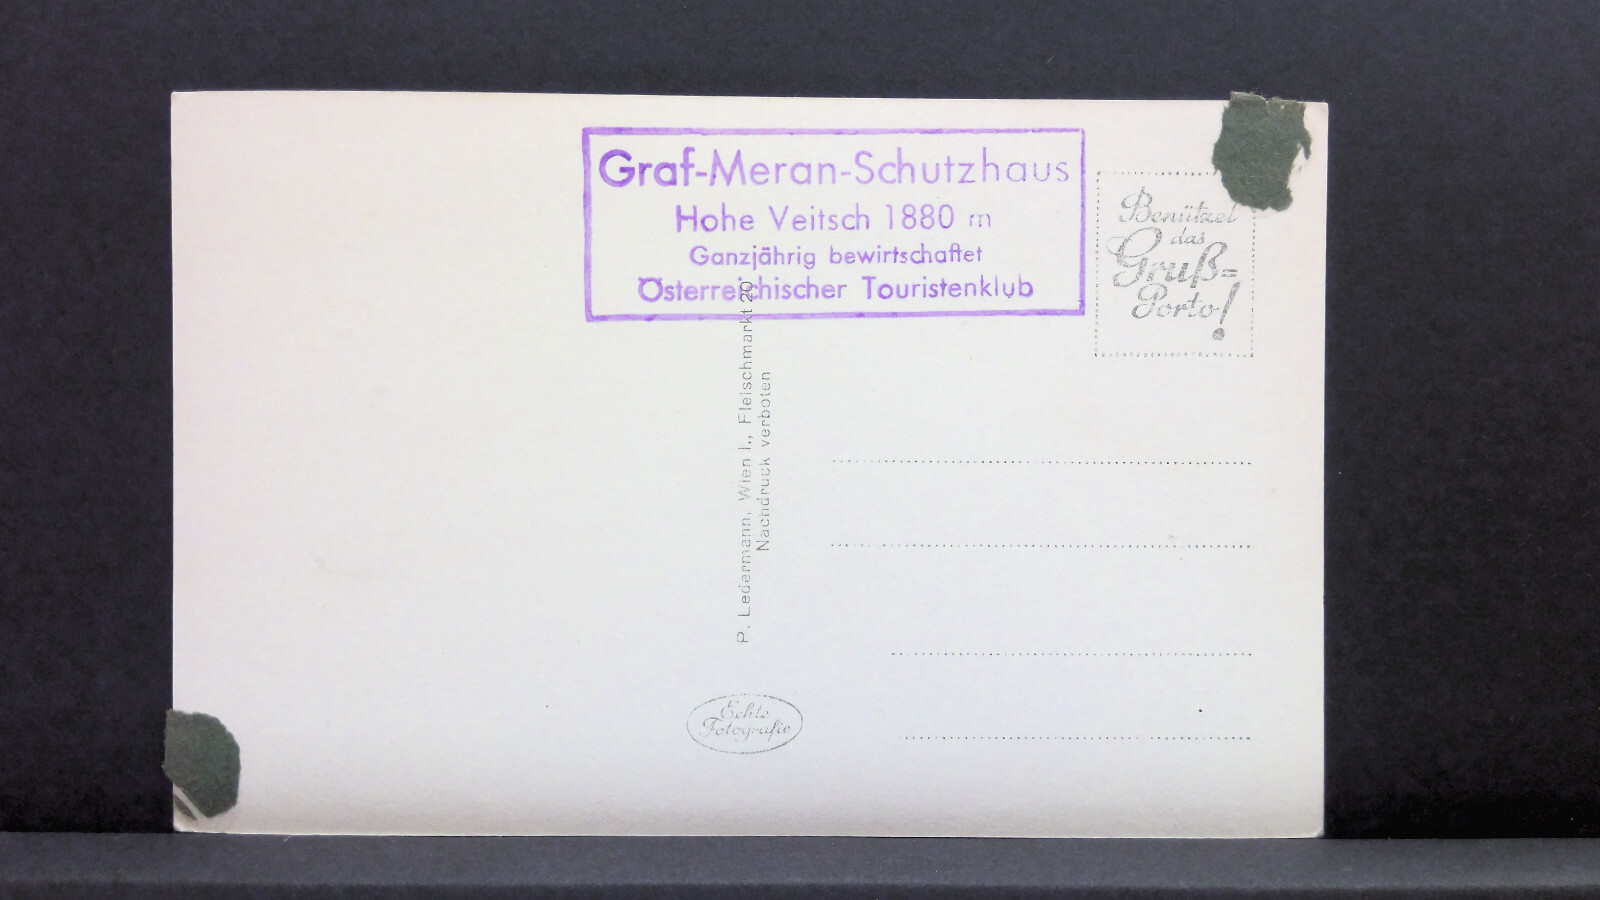 Graf-Meran-Schutzhaus
Hohe Veitsch 1880 m
Ganzjährig bewirtschaftet
Österreichischer Touristenklub
Benützet
das
Gruß=
Porto!
P. Ledermann, Wien I., Fleischmarkt 20
Nachdruck verboten
Echte
Fotografie